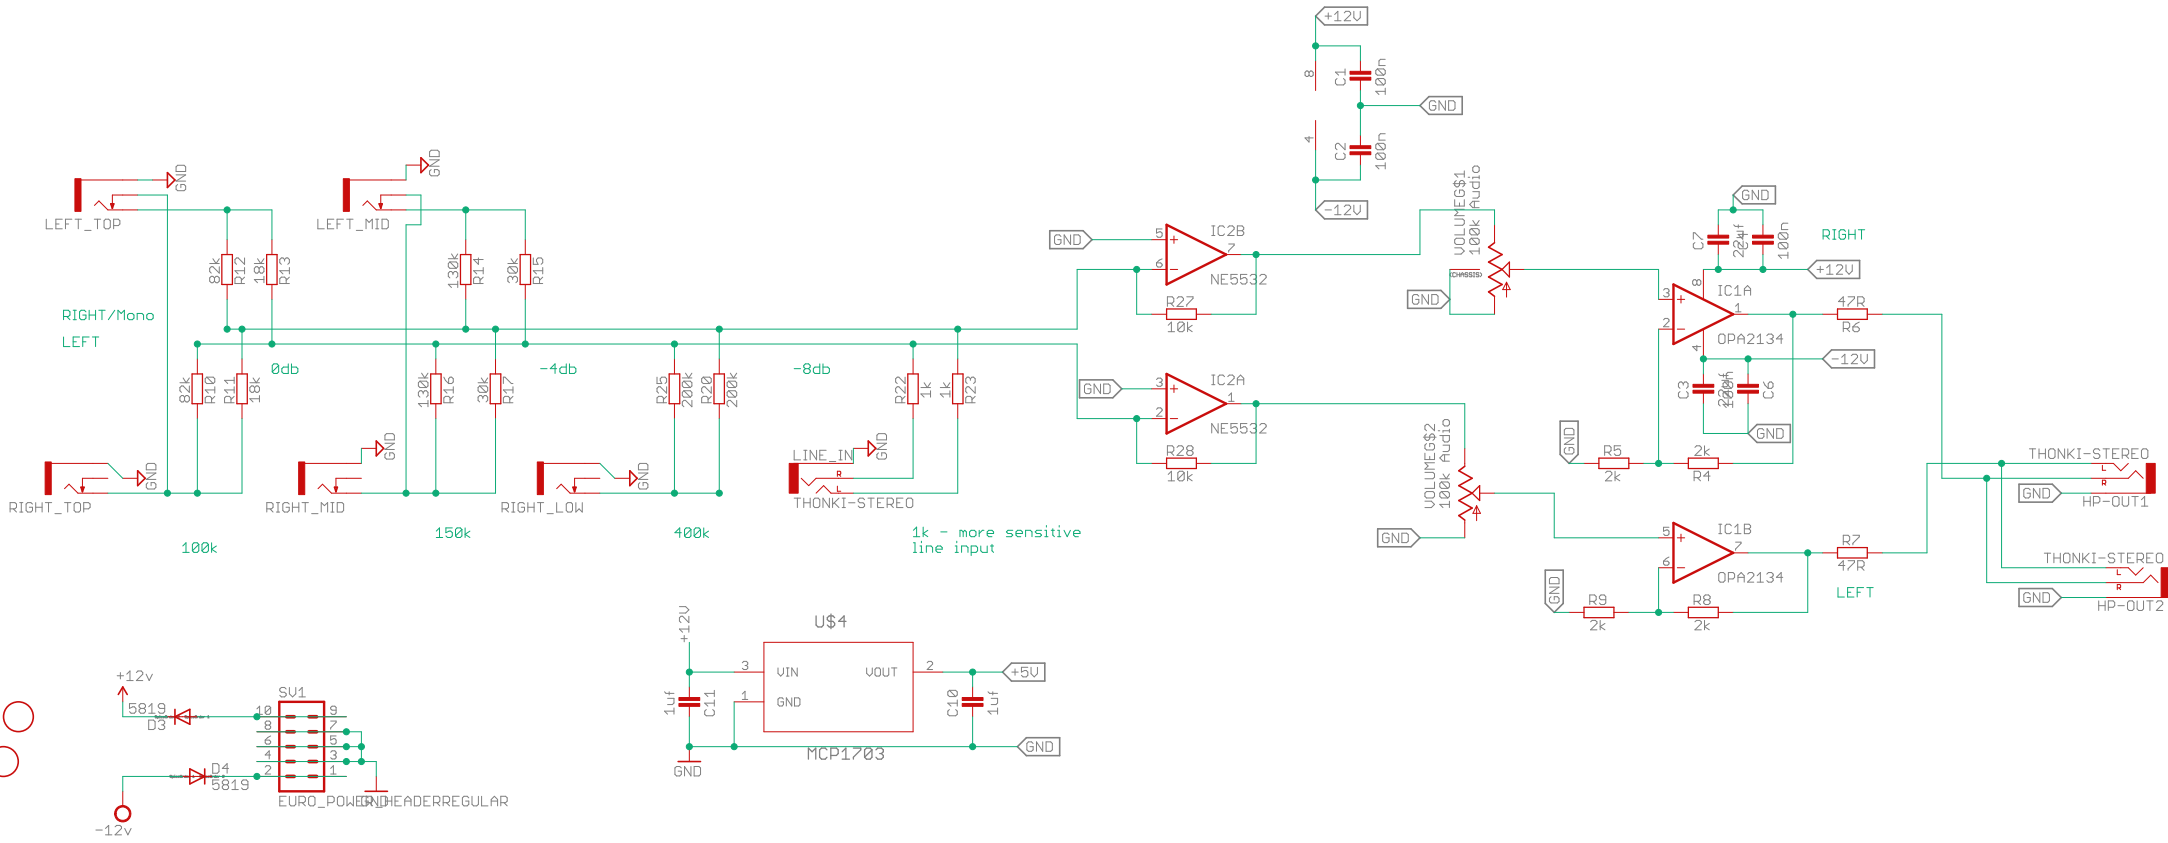 +12V
8
C1
100n
GND
4
C2
100n
-12V
GND
LEFT_TOP
GND
LEFT_MID
82k
R12
18k
R13
130k
R14
30k
R15
RIGHT/Mono
LEFT
0db
-4db
-8db
82k
R10
R11
18k
130k
R16
30k
R17
R25
200k
R20
200k
R22
1k
1k
R23
GND
RIGHT_TOP
GND
RIGHT_MID
GND
RIGHT_LOW
LINE_IN
GND
R
L
THONKI-STEREO
100k
150k
400k
1k - more sensitive
line input
GND
5
6
7
IC2B
NE5532
R27
10k
GND
3
2
1
IC2A
NE5532
R28
10k
VOLUMEG$1
100k Audio
(CHASSIS)
GND
VOLUMEG$2
100k Audio
GND
GND
C7
22uf
100n
RIGHT
+12V
8
3
2
1
IC1A
OPA2134
4
47R
R6
-12V
C3
C6
GND
GND
R5
2k
2k
R4
5
6
7
IC1B
OPA2134
R7
47R
LEFT
GND
R9
2k
R8
2k
THONKI-STEREO
L
R
GND
HP-OUT1
THONKI-STEREO
L
R
GND
HP-OUT2
+12v
5819
D3
SV1
10
9
8
7
6
5
4
3
2
1
D4
5819
EURO_POWER_HEADERREGULAR
GND
-12v
+12V
U$4
3
VIN
VOUT
2
+5V
1uf
C11
1
GND
C10
1uf
MCP1703
GND
GND